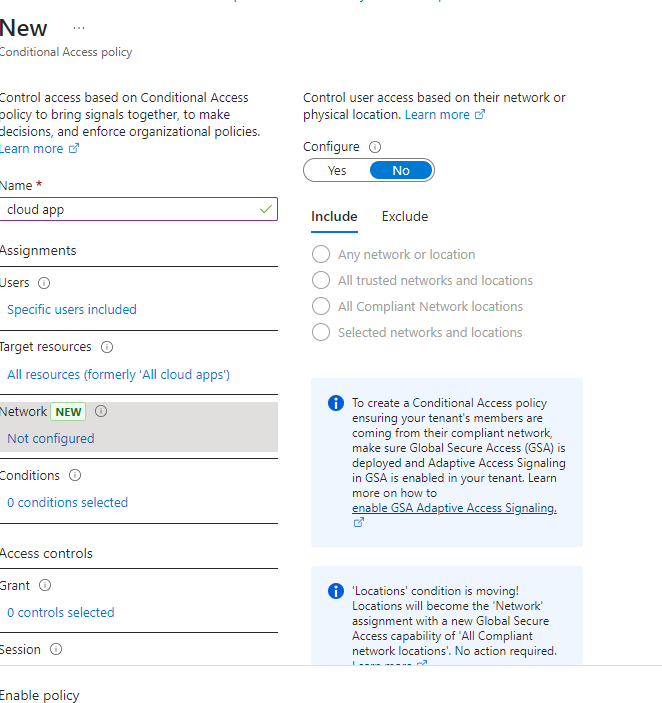 New ...
Conditional Access policy
Control access based on Conditional Access
policy to bring signals together, to make
decisions, and enforce organizational policies.
Learn more
Name *
cloud app
Assignments
Users
Specific users included
Target resources
All resources (formerly 'All cloud apps')
Network NEW
Not configured
Conditions
0 conditions selected
Access controls
Grant
0 controls selected
Session
Enable policy
Control user access based on their network or
physical location. Learn more
Configure
Yes No
Include Exclude
Any network or location
All trusted networks and locations
All Compliant Network locations
Selected networks and locations
To create a Conditional Access policy
ensuring your tenant's members are
coming from their compliant network,
make sure Global Secure Access (GSA) is
deployed and Adaptive Access Signaling
in GSA is enabled in your tenant. Learn
more on how to
enable GSA Adaptive Access Signaling.
'Locations' condition is moving!
Locations will become the 'Network'
assignment with a new Global Secure
Access capability of 'All Compliant
network locations'. No action required.
Learn more